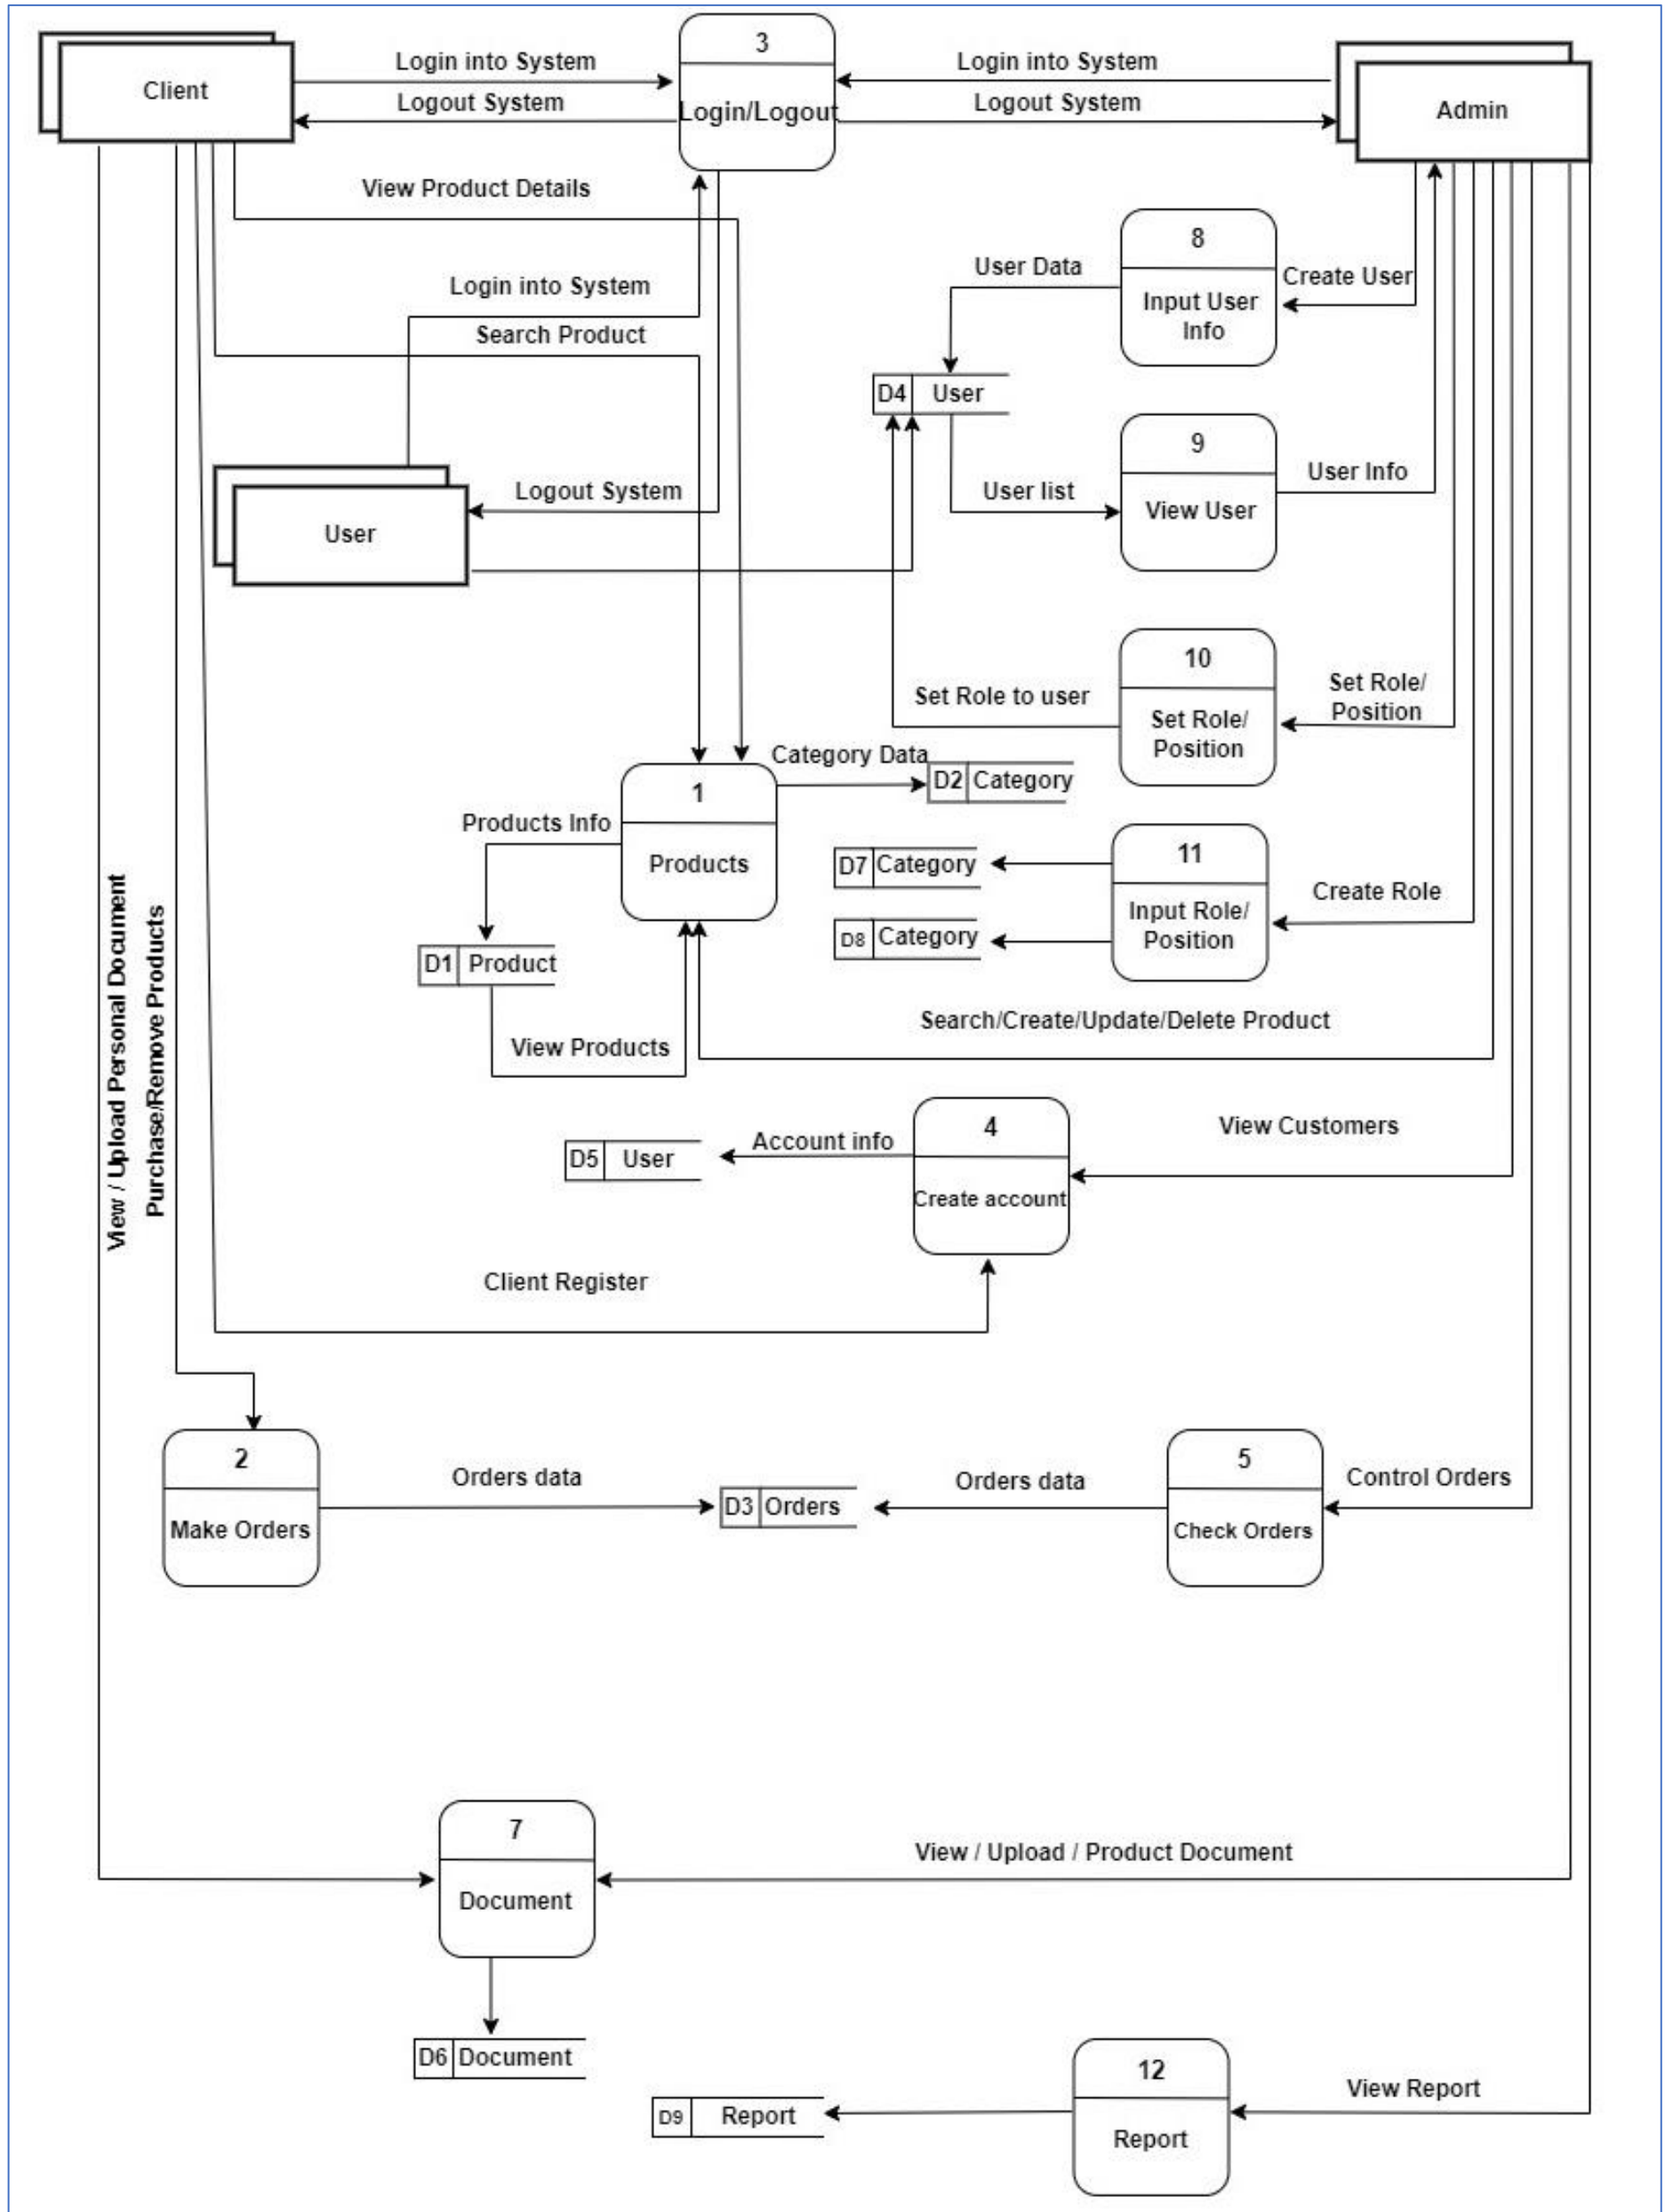 3
Login into System
Login into System
Client
Logout System
Logout System
Login/Logout
Admin
View Product Details
8
User Data
Create User
Input User
Info
Login into System
Search Product
D4 User
9
User Info
Logout System
User list
View User
User
10
Set Role to user
Set Role/
Position
Set Role/
Position
Category Data
D2 Category
1
Products Info
Products
11
D7 Category
Create Role
Input Role/
Position
D8 Category
D1 Product
Search/Create/Update/Delete Product
View Products
View / Upload Personal Document
Purchase/Remove Products
4
View Customers
Account info
D5 User
Create account
Client Register
2
5
Orders data
Orders data
Control Orders
D3 Orders
Make Orders
Check Orders
7
View / Upload / Product Document
Document
D6 Document
12
View Report
D9 Report
Report